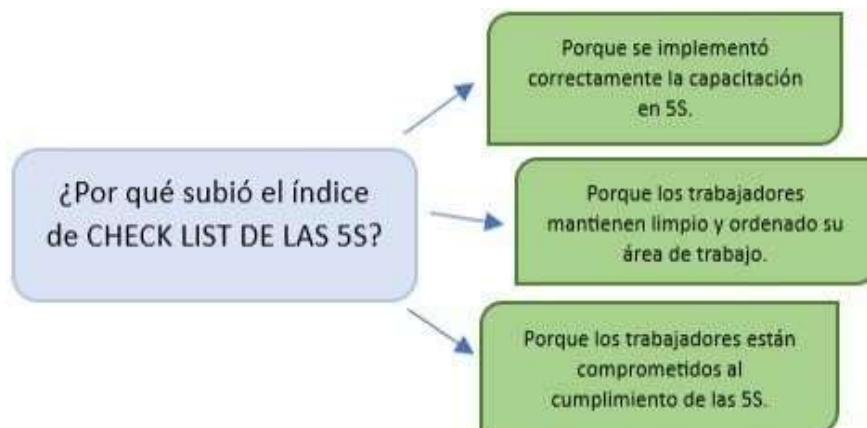 ¿Por qué subió el índice
de CHECK LIST DE LAS 5S?
Porque se implementó
correctamente la capacitación
en 5S.
Porque los trabajadores
mantienen limpio y ordenado su
área de trabajo.
Porque los trabajadores están
comprometidos al
cumplimiento de las 5S.